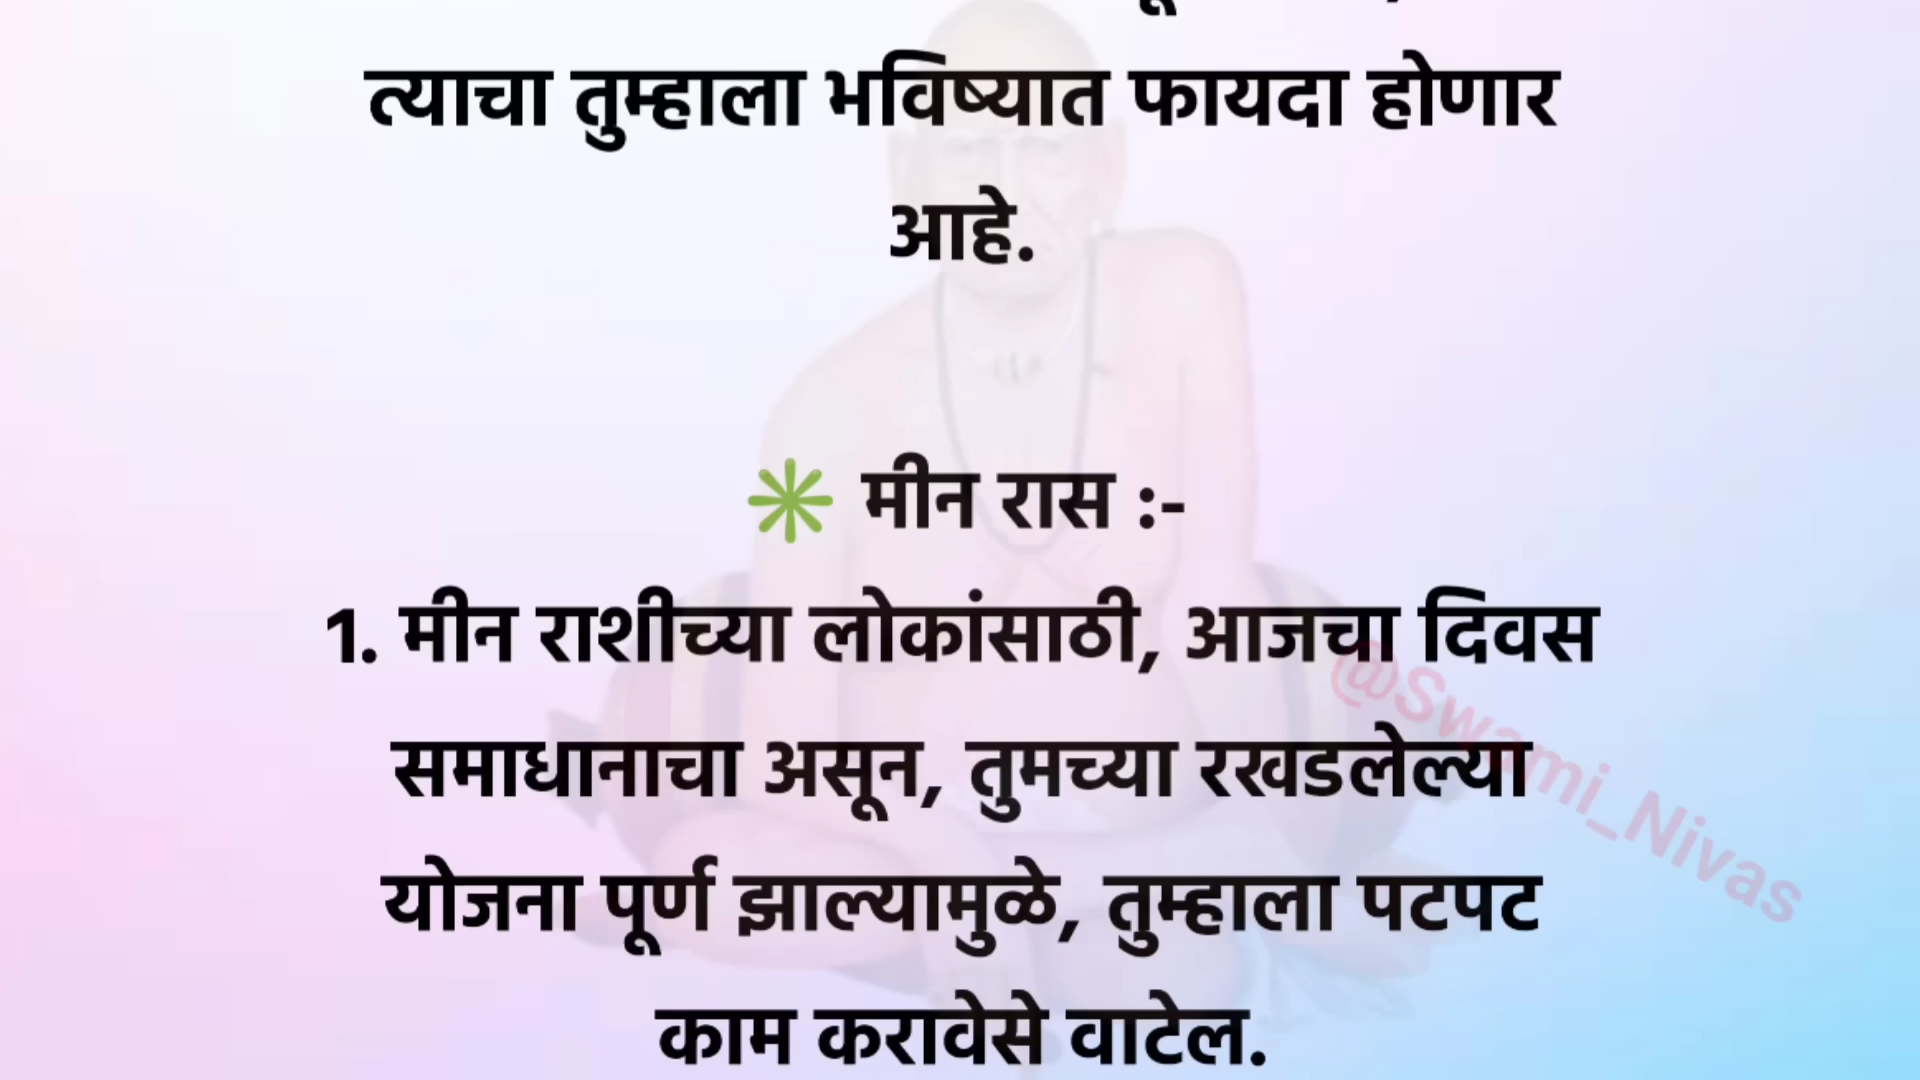 त्याचा तुम्हाला भविष्यात फायदा होणार
आहे.
✳ मीन रास :-
1. मीन राशीच्या लोकांसाठी, आजचा दिवस
समाधानाचा असून, तुमच्या रखडलेल्या
योजना पूर्ण झाल्यामुळे, तुम्हाला पटपट
काम करावेसे वाटेल.
@Swami_Nivas